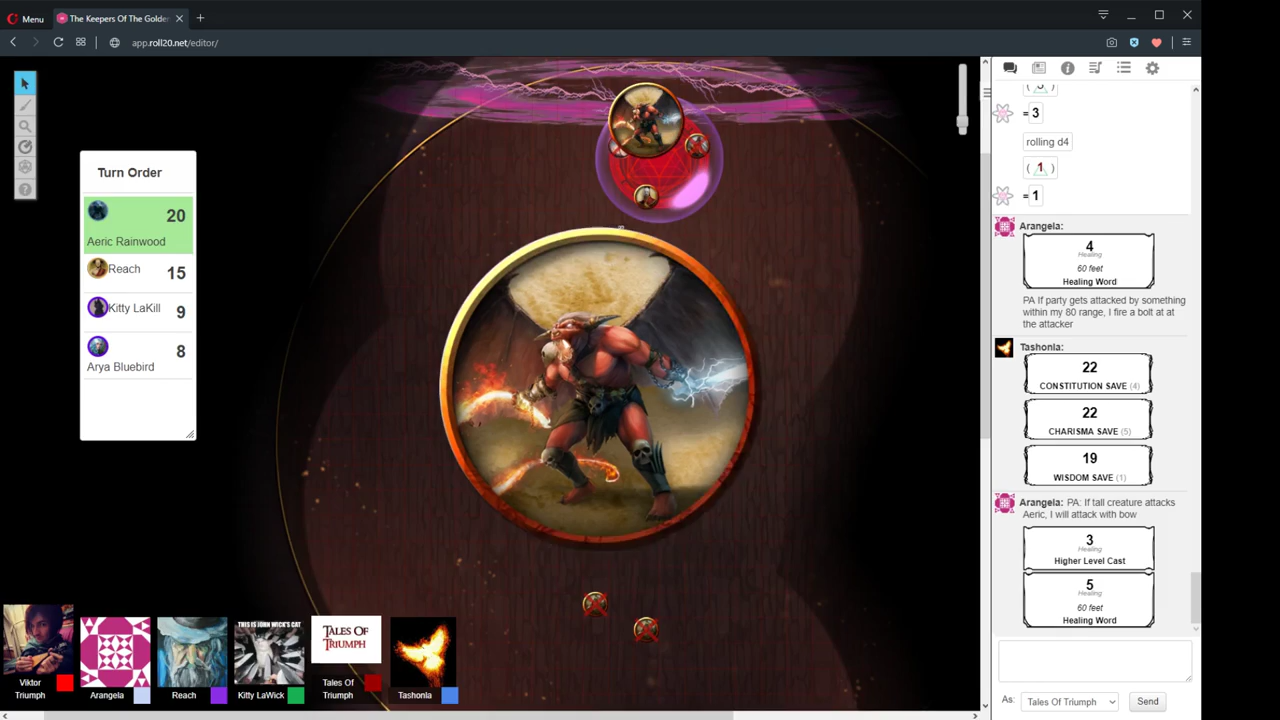 Menu
The Keepers Of The Golder
app.roll20.net/editor/
Turn Order
20
Aeric Rainwood
Reach 15
Kitty LaKill 9
8
Arya Bluebird
= 3
rolling d4
( 1 )
= 1
Arangela:
4
Healing
60 feet
Healing Word
PA If party gets attacked by something
within my 80 range, I fire a bolt at at
the attacker
Tashonla:
22
CONSTITUTION SAVE (4)
22
CHARISMA SAVE (5)
19
WISDOM SAVE (1)
Arangela: PA: If tall creature attacks
Aeric, I will attack with bow
3
Healing
Higher Level Cast
5
Healing
60 feet
Healing Word
As: Tales Of Triumph Send
Viktor
Triumph
Arangela
Reach
THIS IS JOHN WICK'S CAT
Kitty LaWick
TALES OF
TRIUMPH
Tales Of
Triumph
Tashonla